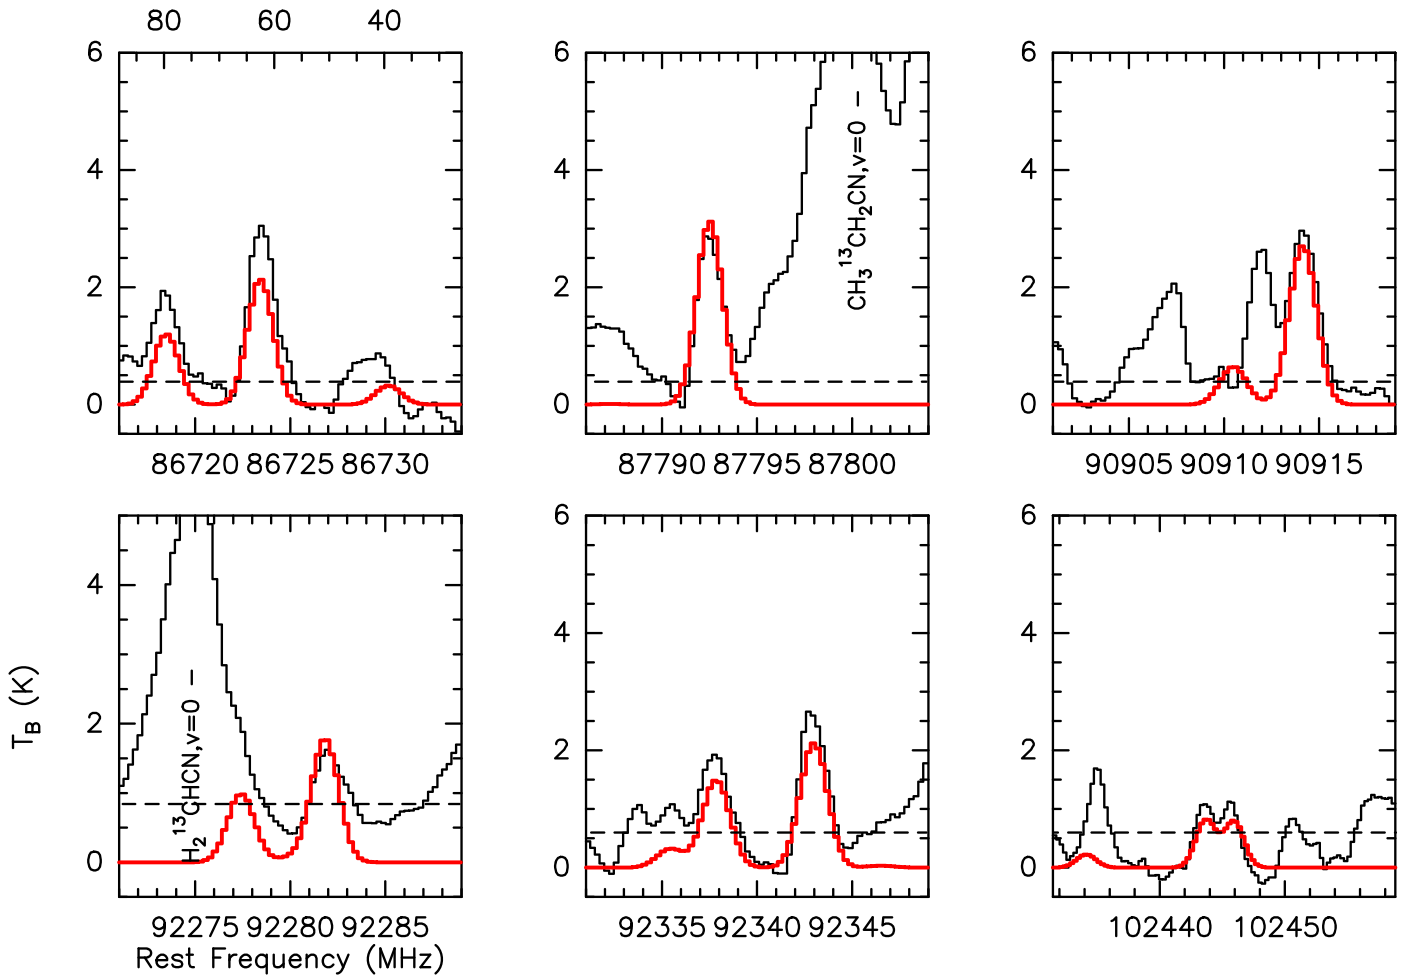 80 60 40
6 6 6
4 4 4
2 2 2
0 0 0
CH3 13CH2CN,v=0 –
86720 86725 86730 87790 87795 87800 90905 90910 90915
6 6
4 4 4
2 2 2
0 0 0
H2 13CHCN,v=0 –
TB (K)
92275 92280 92285 92335 92340 92345 102440 102450
Rest Frequency (MHz)